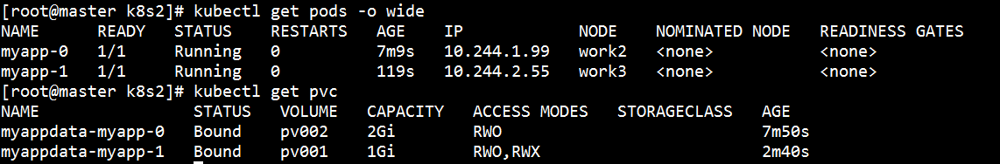 [root@master k8s2]# kubectl get pods -o wide
NAME READY STATUS RESTARTS AGE IP NODE NOMINATED NODE READINESS GATES
myapp-0 1/1 Running 0 7m9s 10.244.1.99 work2 <none> <none>
myapp-1 1/1 Running 0 119s 10.244.2.55 work3 <none> <none>
[root@master k8s2]# kubectl get pvc
NAME STATUS VOLUME CAPACITY ACCESS MODES STORAGECLASS AGE
myappdata-myapp-0 Bound pv002 2Gi RWO 7m50s
myappdata-myapp-1 Bound pv001 1Gi RWO,RWX 2m40s